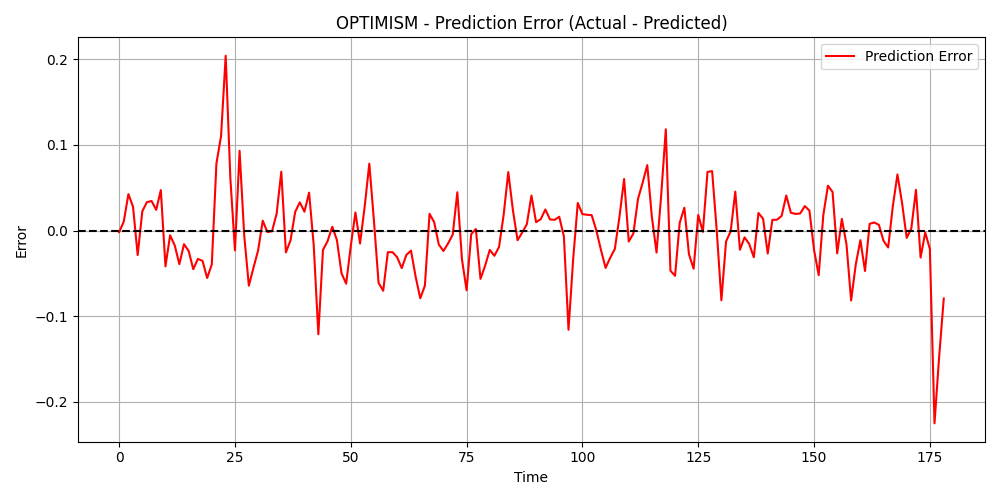 OPTIMISM - Prediction Error (Actual - Predicted)
Prediction Error
0.2
0.1
0.0
−0.1
−0.2
Error
0 25 50 75 100 125 150 175
Time